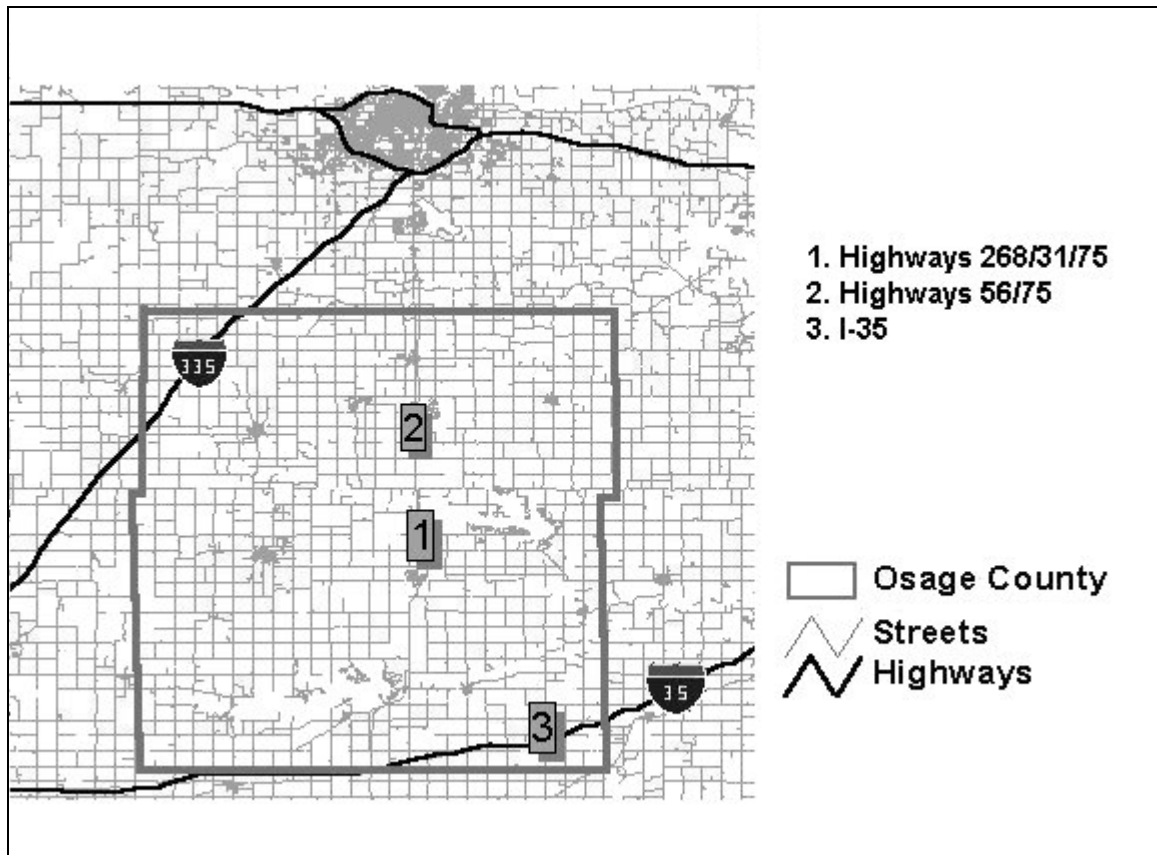 1. Highways 268/31/75
2. Highways 56/75
3. I-35
335
2
1
3
35
Osage County
Streets
Highways